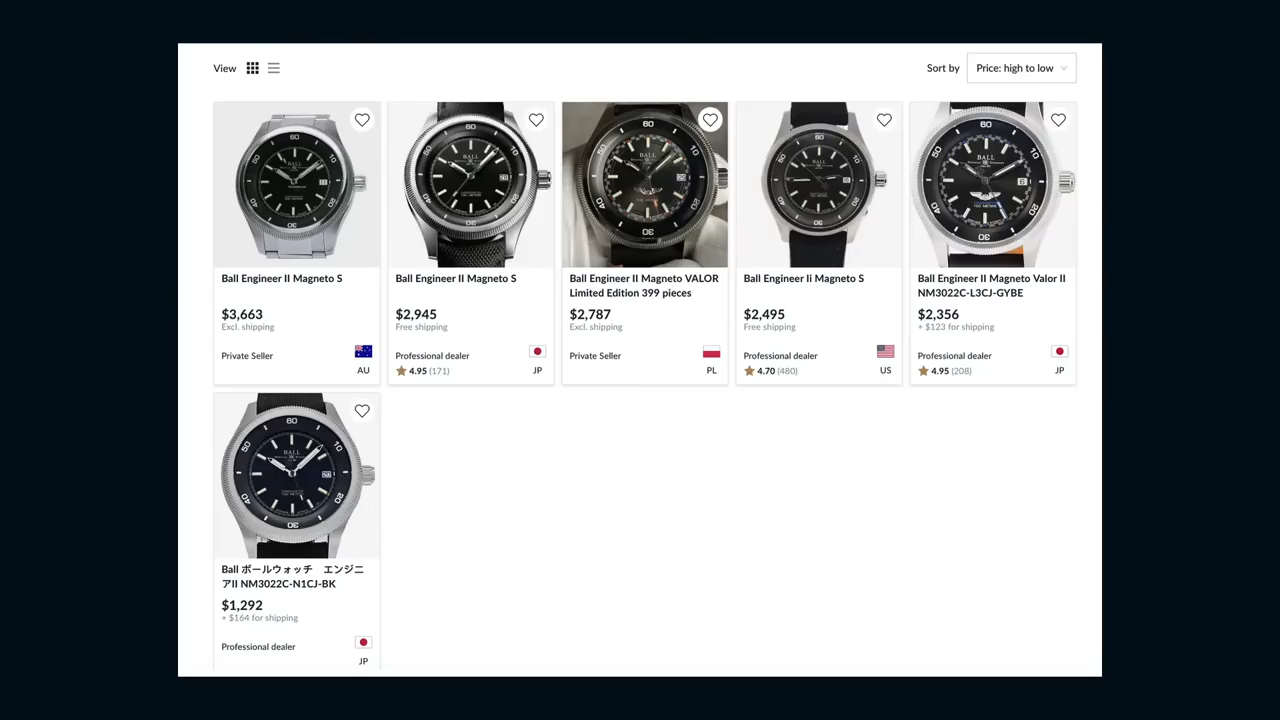 View
Sort by
Price: high to low
Ball Engineer II Magneto S
$3,663
Excl. shipping
Private Seller
AU
Ball Engineer II Magneto S
$2,945
Free shipping
Professional dealer
4.95 (171)
JP
Ball Engineer II Magneto VALOR
Limited Edition 399 pieces
$2,787
Excl. shipping
Private Seller
PL
Ball Engineer Ii Magneto S
$2,495
Free shipping
Professional dealer
4.70 (480)
US
Ball Engineer II Magneto Valor II
NM3022C-L3CJ-GYBE
$2,356
+ $123 for shipping
Professional dealer
4.95 (208)
JP
Ball ボールウォッチ　エンジニ
アII NM3022C-N1CJ-BK
$1,292
+ $164 for shipping
Professional dealer
JP